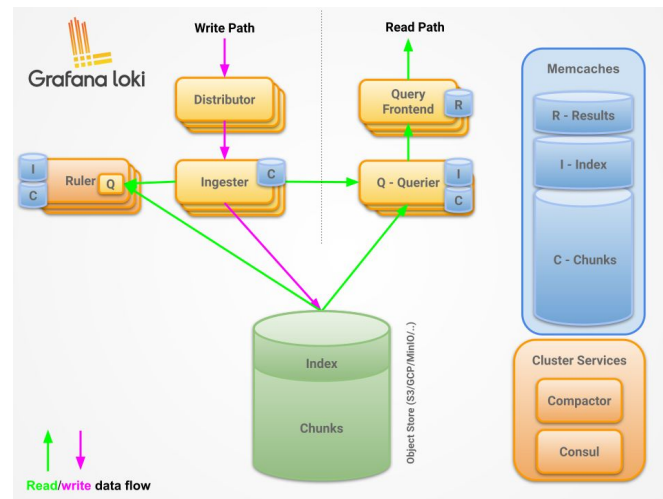 Grafana loki
Write Path
Read Path
Distributor
Query
Frontend
R
I
C
Ruler
Q
Ingester
C
Q - Querier
I
C
Index
Chunks
Object Store (S3/GCP/MinIO/..)
Memcaches
R - Results
I - Index
C - Chunks
Cluster Services
Compactor
Consul
Read/write data flow